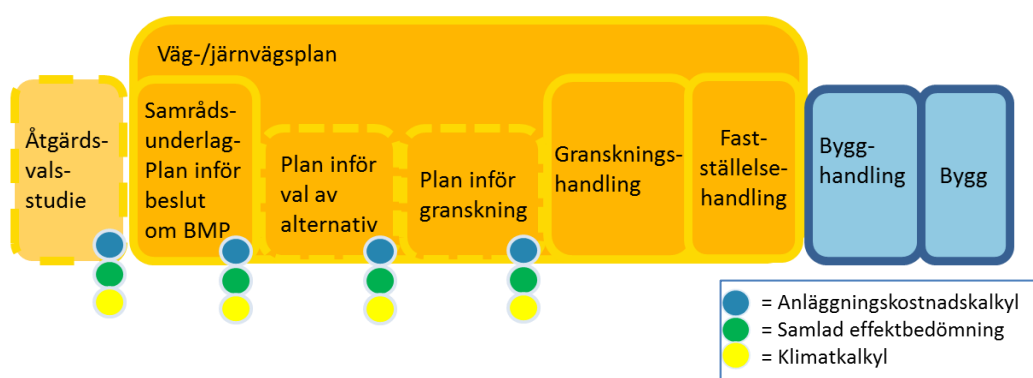 Väg-/järnvägsplan
Åtgärds-
vals-
studie
Samråds-
underlag-
Plan inför
beslut
om BMP
Plan inför
val av
alternativ
Plan inför
granskning
Gransknings-
handling
Fast-
ställelse-
handling
Bygg-
handling
Bygg
= Anläggningskostnadskalkyl
= Samlad effektbedömning
= Klimatkalkyl